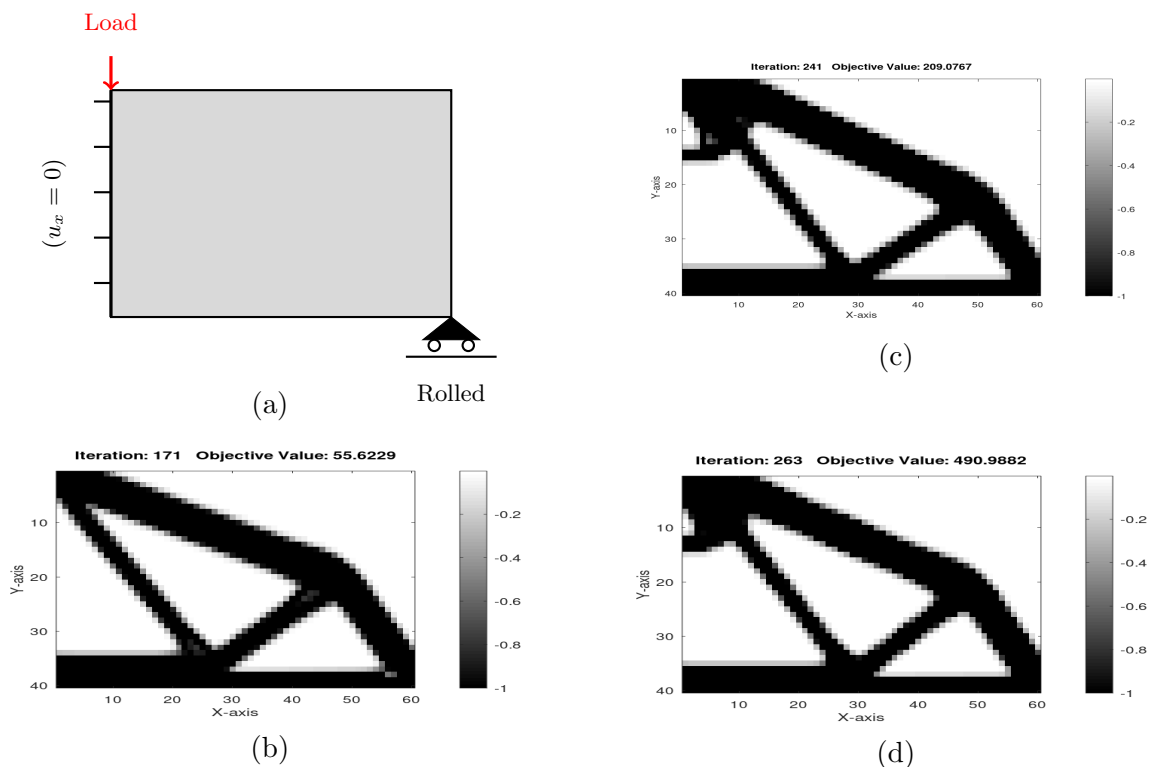 Load
(u_x = 0)
Rolled
(a)
Iteration: 241 Objective Value: 209.0767
-0.2
-0.4
-0.6
-0.8
-1
10
20
30
40
Y-axis
10 20 30 40 50 60
X-axis
(c)
Iteration: 171 Objective Value: 55.6229
-0.2
-0.4
-0.6
-0.8
-1
10
20
30
40
Y-axis
10 20 30 40 50 60
X-axis
(b)
Iteration: 263 Objective Value: 490.9882
-0.2
-0.4
-0.6
-0.8
-1
10
20
30
40
Y-axis
10 20 30 40 50 60
X-axis
(d)